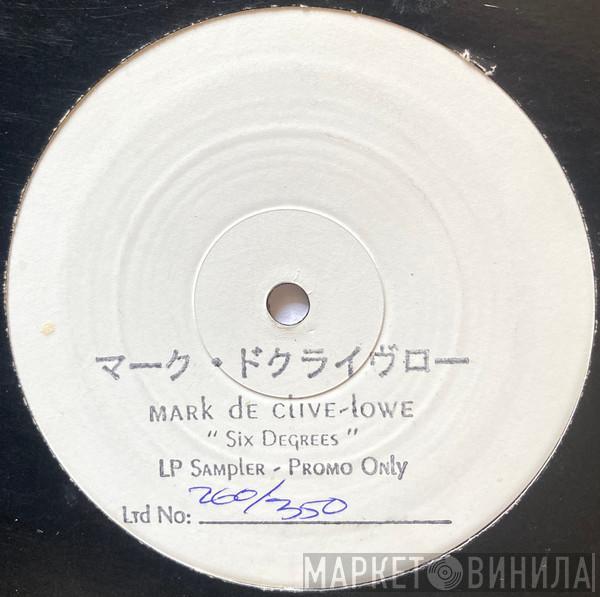 マーク・ドクライヴロー
MARK de CLIVE-LOWE
"Six Degrees"
LP Sampler - Promo Only
Ltd No: 260/350
МАРКЕТ ВИНИЛА